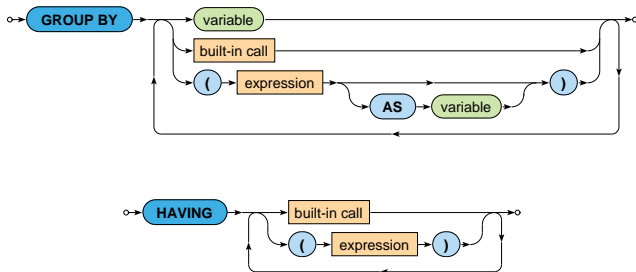 GROUP BY variable
built-in call
( expression )
AS variable
HAVING built-in call
( expression )